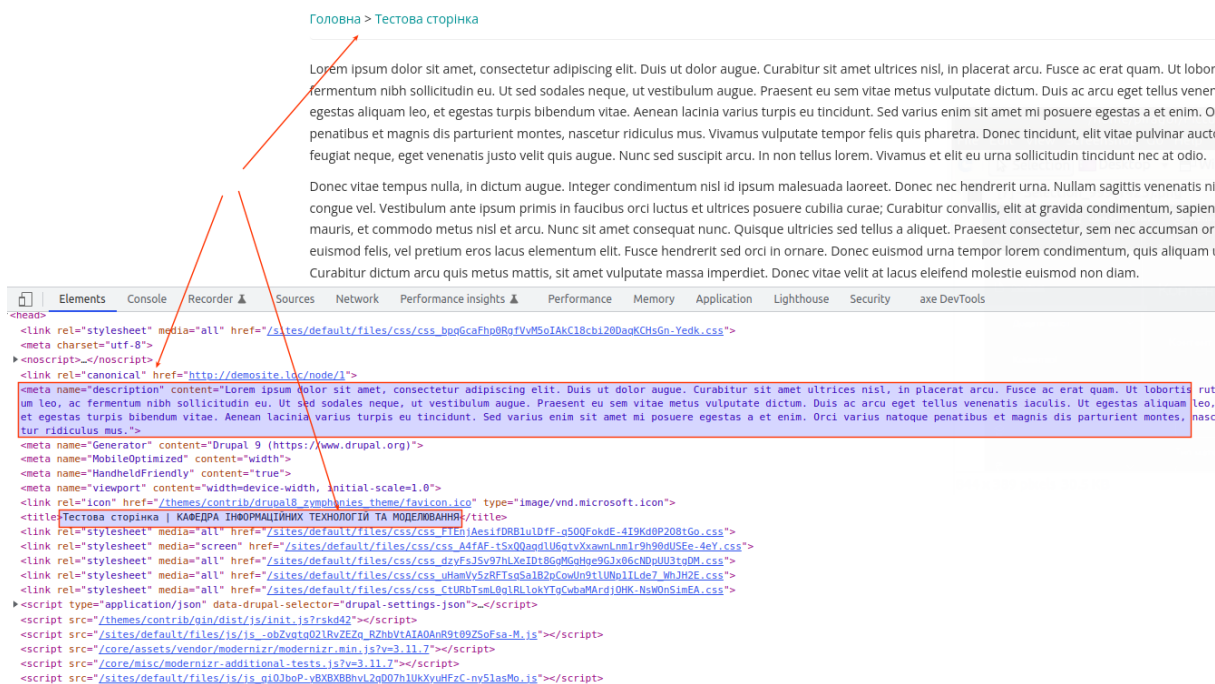 Головна > Тестова сторінка
Lorem ipsum dolor sit amet, consectetur adipiscing elit. Duis ut dolor augue. Curabitur sit amet ultrices nisl, in placerat arcu. Fusce ac erat quam. Ut lobor
fermentum nibh sollicitudin eu. Ut sed sodales neque, ut vestibulum augue. Praesent eu sem vitae metus vulputate dictum. Duis ac arcu eget tellus venen
egestas aliquam leo, et egestas turpis bibendum vitae. Aenean lacinia varius turpis eu tincidunt. Sed varius enim sit amet mi posuere egestas a et enim. O
penatibus et magnis dis parturient montes, nascetur ridiculus mus. Vivamus vulputate tempor felis quis pharetra. Donec tincidunt, elit vitae pulvinar aucto
feugiat neque, eget venenatis justo velit quis augue. Nunc sed suscipit arcu. In non tellus lorem. Vivamus et elit eu urna sollicitudin tincidunt nec at odio.
Donec vitae tempus nulla, in dictum augue. Integer condimentum nisl id ipsum malesuada laoreet. Donec nec hendrerit urna. Nullam sagittis venenatis ni
congue vel. Vestibulum ante ipsum primis in faucibus orci luctus et ultrices posuere cubilia curae; Curabitur convallis, elit at gravida condimentum, sapien
mauris, et commodo metus nisl et arcu. Nunc sit amet consequat nunc. Quisque ultricies sed tellus a aliquet. Praesent consectetur, sem nec accumsan or
euismod felis, vel pretium eros lacus elementum elit. Fusce hendrerit sed orci in ornare. Donec euismod urna tempor lorem condimentum, quis aliquam
Curabitur dictum arcu quis metus mattis, sit amet vulputate massa imperdiet. Donec vitae velit at lacus eleifend molestie euismod non diam.
Elements Console Recorder Sources Network Performance insights Performance Memory Application Lighthouse Security axe DevTools
<head>
<link rel="stylesheet" media="all" href="/sites/default/files/css/css_bpqGcaFhp0RgfVvM5oIAkC18cbi20DaqKCHsGn-Yedk.css">
<meta charset="utf-8">
<noscript>…</noscript>
<link rel="canonical" href="http://demosite.loc/node/1">
<meta name="description" content="Lorem ipsum dolor sit amet, consectetur adipiscing elit. Duis ut dolor augue. Curabitur sit amet ultrices nisl, in placerat arcu. Fusce ac erat quam. Ut lobortis rut
um leo, ac fermentum nibh sollicitudin eu. Ut sed sodales neque, ut vestibulum augue. Praesent eu sem vitae metus vulputate dictum. Duis ac arcu eget tellus venenatis iaculis. Ut egestas aliquam leo,
et egestas turpis bibendum vitae. Aenean lacinia varius turpis eu tincidunt. Sed varius enim sit amet mi posuere egestas a et enim. Orci varius natoque penatibus et magnis dis parturient montes, nasc
tur ridiculus mus.">
<meta name="Generator" content="Drupal 9 (https://www.drupal.org)">
<meta name="MobileOptimized" content="width">
<meta name="HandheldFriendly" content="true">
<meta name="viewport" content="width=device-width, initial-scale=1.0">
<link rel="icon" href="/themes/contrib/drupal8_zymphonies_theme/favicon.ico" type="image/vnd.microsoft.icon">
<title>Тестова сторінка | КАФЕДРА ІНФОРМАЦІЙНИХ ТЕХНОЛОГІЙ ТА МОДЕЛЮВАННЯ</title>
<link rel="stylesheet" media="all" href="/sites/default/files/css/css_FTEnjAesifDRB1ulDfF-q5OQFokdE-4I9Kd0P2O8tGo.css">
<link rel="stylesheet" media="screen" href="/sites/default/files/css/css_A4fAF-tSxQQaqdlU6qtvXxawnLnm1r9h90dUSEe-4eY.css">
<link rel="stylesheet" media="all" href="/sites/default/files/css/css_dzyFsJSv97hLXeIDt8GgMGgHge9GJx06cNDpUU3tgDM.css">
<link rel="stylesheet" media="all" href="/sites/default/files/css/css_uHamVy5zRFTsqSa1B2pCowUn9tlUNp1ILde7_WhJH2E.css">
<link rel="stylesheet" media="all" href="/sites/default/files/css/css_CtURbTsmL0glRLlokYTgCwbaMArdjOHK-NsWOnSimEA.css">
<script type="application/json" data-drupal-selector="drupal-settings-json">…</script>
<script src="/themes/contrib/gin/dist/js/init.js?rskd42"></script>
<script src="/sites/default/files/js/js_-obZvqtqO2lRvZEZq_RZhbVtAIAOAnR9t09ZSoFsa-M.js"></script>
<script src="/core/assets/vendor/modernizr/modernizr.min.js?v=3.11.7"></script>
<script src="/core/misc/modernizr-additional-tests.js?v=3.11.7"></script>
<script src="/sites/default/files/js/js_qiOJboP-vBXBXBBhvL2qDO7h1UkXyuHFzC-ny51asMo.js"></script>